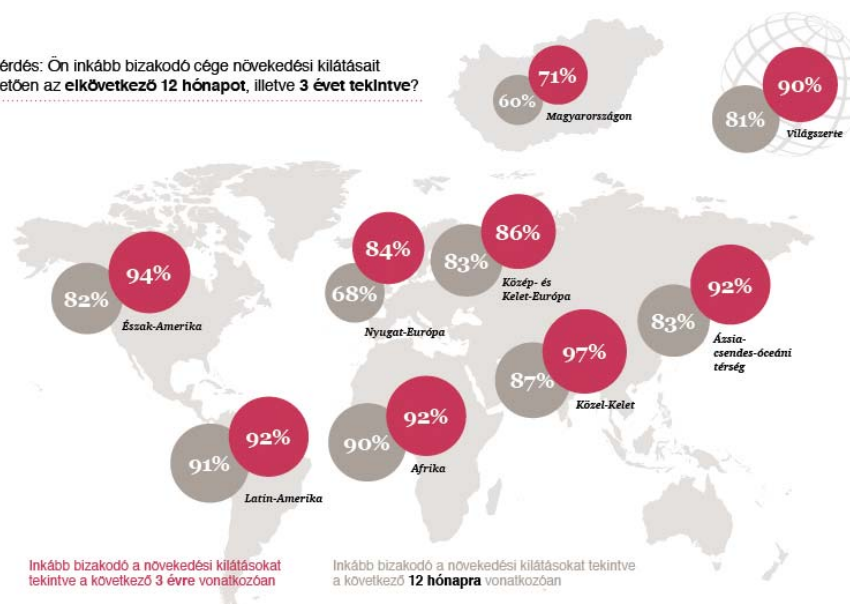 érdés: Ön inkább bizakodó cége növekedési kilátásait
etően az elkövetkező 12 hónapot, illetve 3 évet tekintve?
71%
60%
Magyarországon
90%
81%
Világszerte
94%
82%
Észak-Amerika
84%
68%
Nyugat-Európa
86%
83%
Közép- és
Kelet-Európa
92%
83%
Ázsia-
csendes-óceáni
térség
97%
87%
Közel-Kelet
92%
91%
Latin-Amerika
92%
90%
Afrika
Inkább bizakodó a növekedési kilátásokat
tekintve a következő 3 évre vonatkozóan
Inkább bizakodó a növekedési kilátásokat tekintve
a következő 12 hónapra vonatkozóan